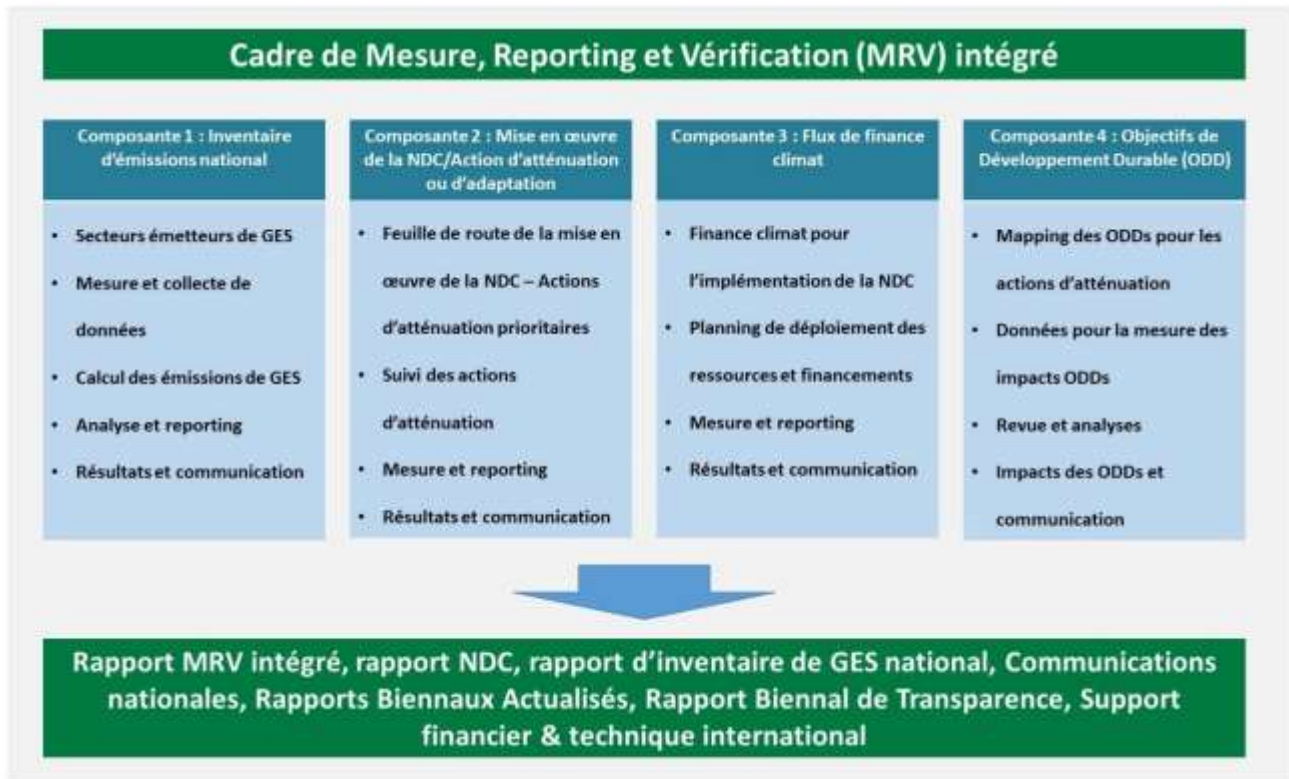 Cadre de Mesure, Reporting et Vérification (MRV) intégré
Composante 1 : Inventaire
d'émissions national
• Secteurs émetteurs de GES
• Mesure et collecte de
données
• Calcul des émissions de GES
• Analyse et reporting
• Résultats et communication
Composante 2 : Mise en œuvre
de la NDC/Action d'atténuation
ou d'adaptation
• Feuille de route de la mise en
œuvre de la NDC – Actions
d'atténuation prioritaires
• Suivi des actions
d'atténuation
• Mesure et reporting
• Résultats et communication
Composante 3 : Flux de finance
climat
• Finance climat pour
l'implémentation de la NDC
• Planning de déploiement des
ressources et financements
• Mesure et reporting
• Résultats et communication
Composante 4 : Objectifs de
Développement Durable (ODD)
• Mapping des ODDs pour les
actions d'atténuation
• Données pour la mesure des
impacts ODDs
• Revue et analyses
• Impacts des ODDs et
communication
Rapport MRV intégré, rapport NDC, rapport d'inventaire de GES national, Communications
nationales, Rapports Biennaux Actualisés, Rapport Biennal de Transparence, Support
financier & technique international